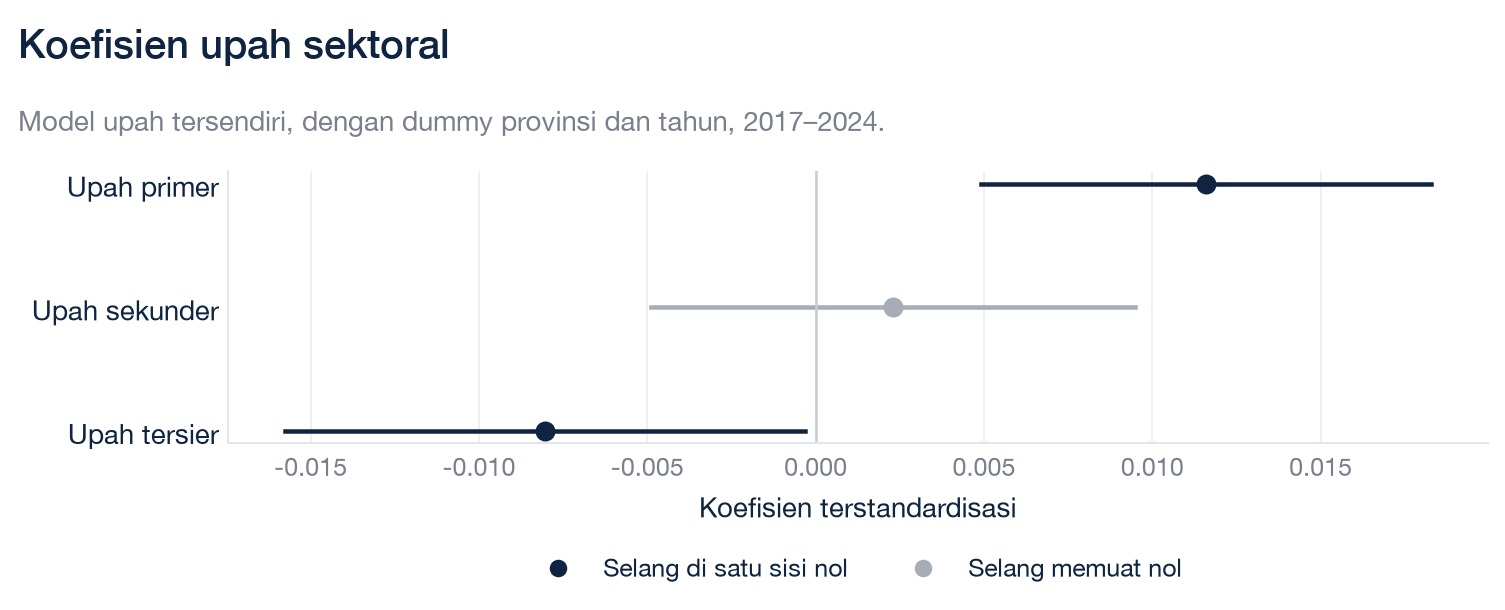 Koefisien upah sektoral
Model upah tersendiri, dengan dummy provinsi dan tahun, 2017–2024.
Upah primer
Upah sekunder
Upah tersier
-0.015 -0.010 -0.005 0.000 0.005 0.010 0.015
Koefisien terstandardisasi
Selang di satu sisi nol Selang memuat nol